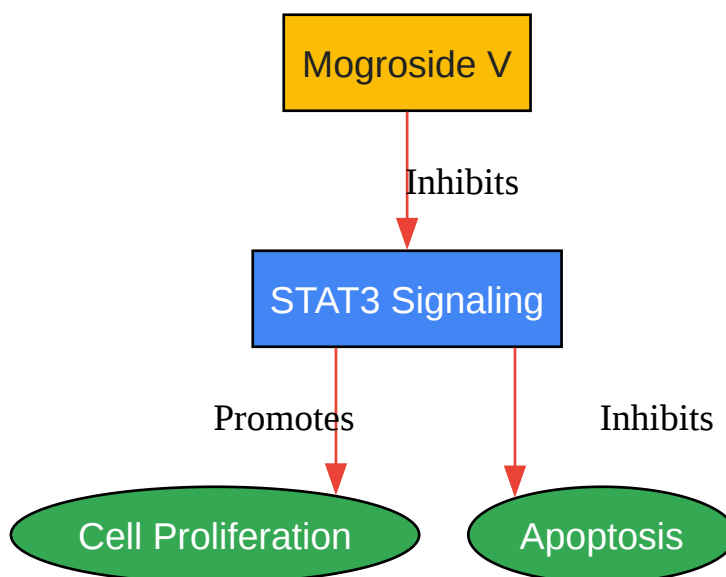 Mogroside V
Inhibits
STAT3 Signaling
Promotes
Inhibits
Cell Proliferation
Apoptosis